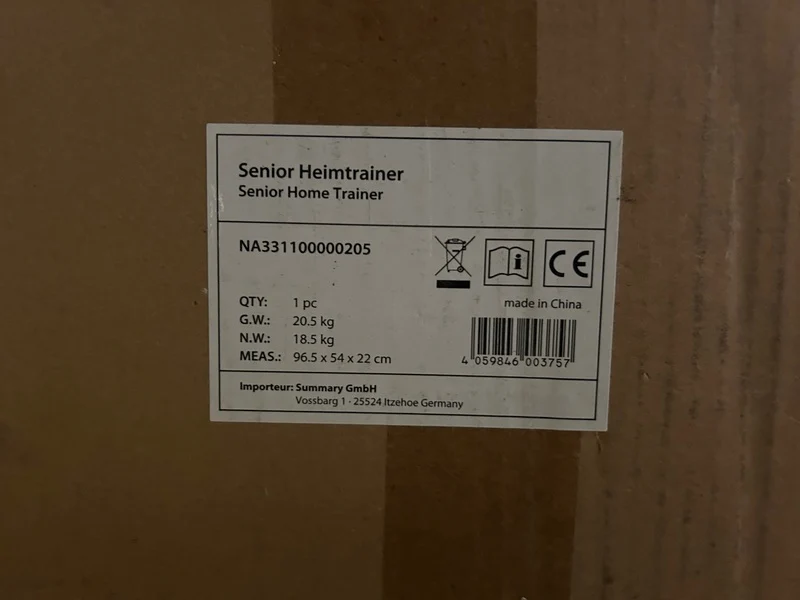 Senior Heimtrainer
Senior Home Trainer
NA331100000205
CE
QTY: 1 pc
made in China
G.W.: 20.5 kg
N.W.: 18.5 kg
MEAS.: 96.5 x 54 x 22 cm
4 059846 003757
Importeur: Summary GmbH
Vossbarg 1 · 25524 Itzehoe Germany